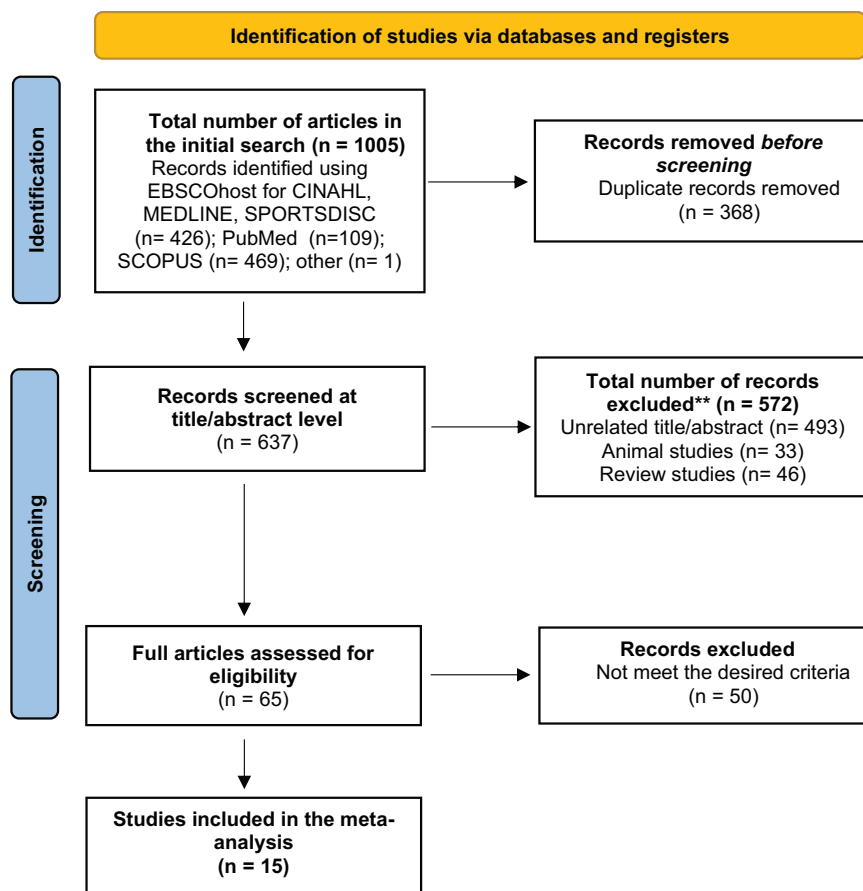 Identification of studies via databases and registers
Identification
Total number of articles in
the initial search (n = 1005)
Records identified using
EBSCOhost for CINAHL,
MEDLINE, SPORTSDISC
(n= 426); PubMed (n=109);
SCOPUS (n= 469); other (n= 1)
Records removed before
screening
Duplicate records removed
(n = 368)
Screening
Records screened at
title/abstract level
(n = 637)
Total number of records
excluded** (n = 572)
Unrelated title/abstract (n= 493)
Animal studies (n= 33)
Review studies (n= 46)
Full articles assessed for
eligibility
(n = 65)
Records excluded
Not meet the desired criteria
(n = 50)
Studies included in the meta-
analysis
(n = 15)